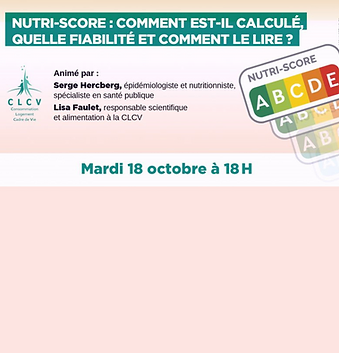 NUTRI-SCORE : COMMENT EST-IL CALCULÉ,
QUELLE FIABILITÉ ET COMMENT LE LIRE ?
Animé par :
Serge Hercberg, épidémiologiste et nutritionniste,
spécialiste en santé publique
Lisa Faulet, responsable scientifique
et alimentation à la CLCV
CLCV
Consommation
Logement
Cadre de Vie
NUTRI-SCORE
A B C D E
Mardi 18 octobre à 18H